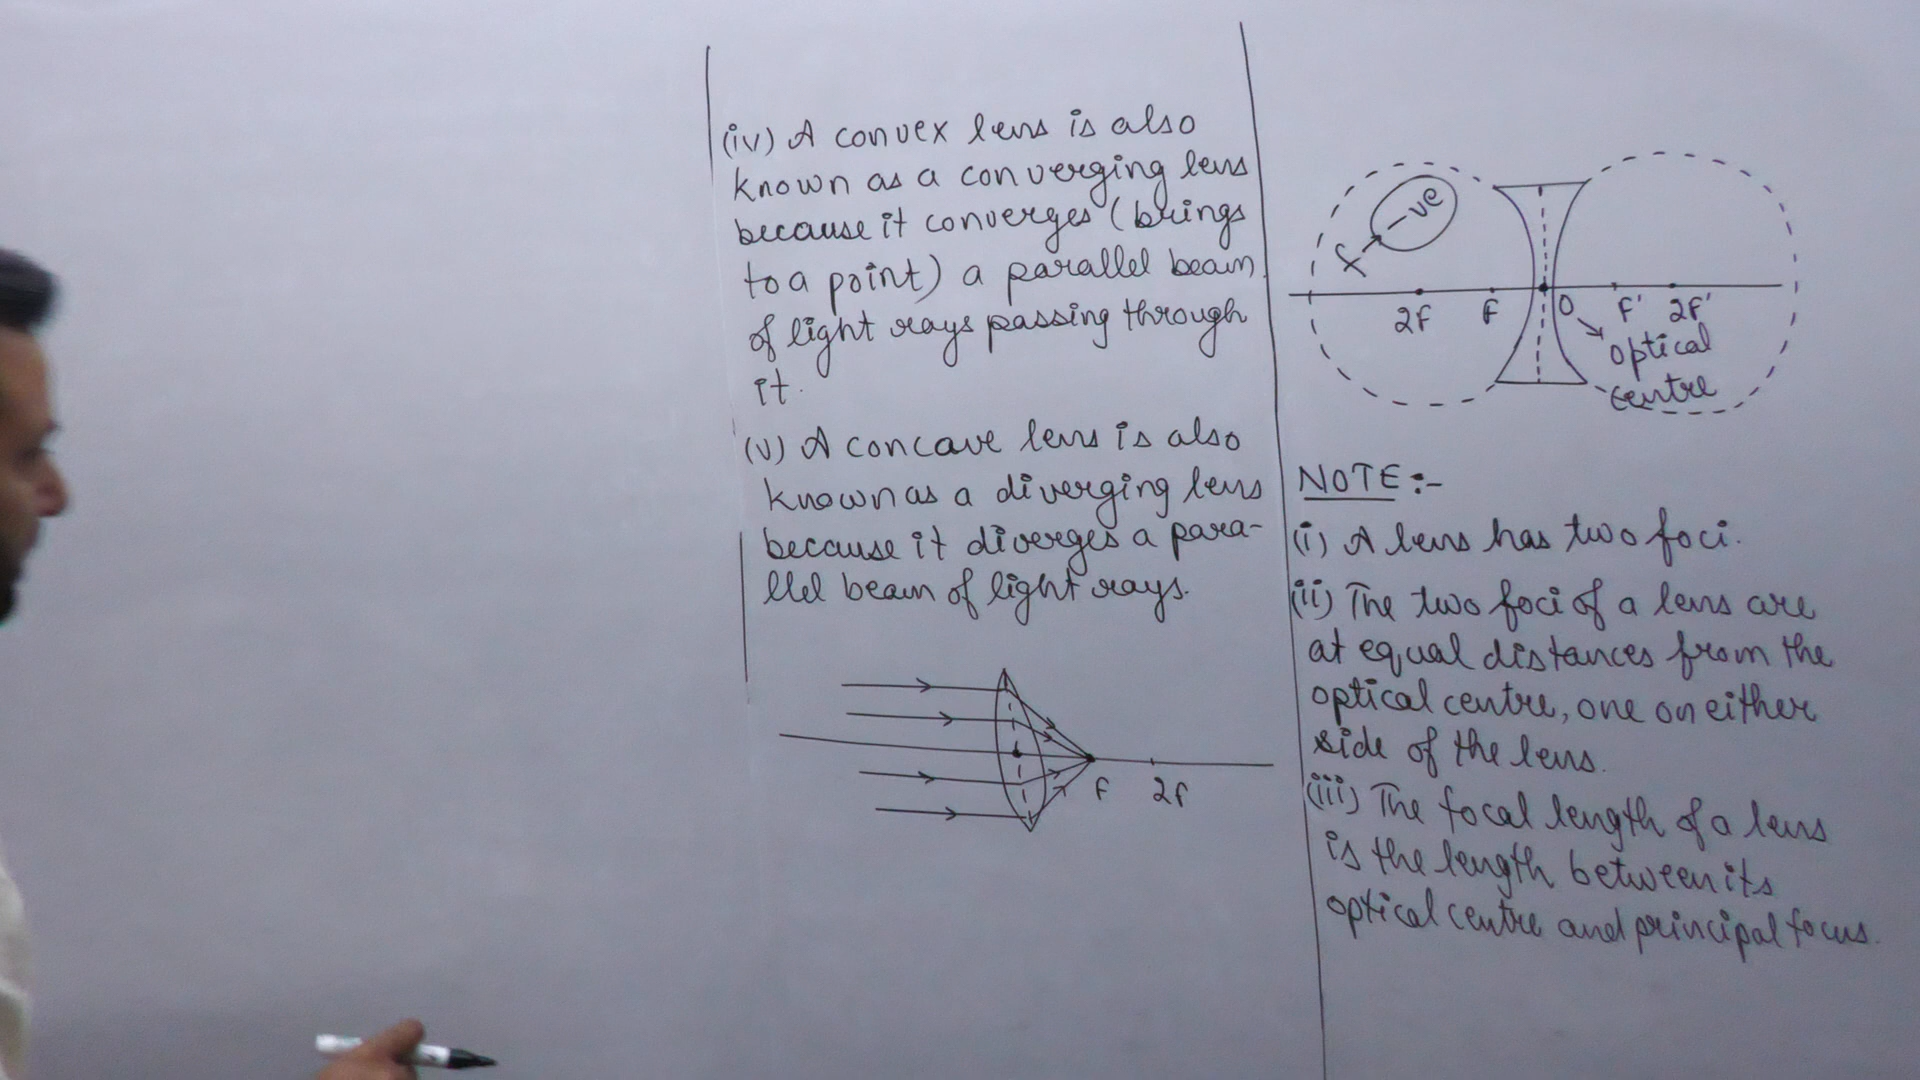 (iv) A convex lens is also
known as a converging lens
because it converges (brings
to a point) a parallel beam
of light rays passing through
it.
(v) A concave lens is also
known as a diverging lens
because it diverges a para-
llel beam of light rays.
F 2F
f → -ve
2F F O F' 2F'
optical
centre
NOTE:-
(i) A lens has two foci.
(ii) The two foci of a lens are
at equal distances from the
optical centre, one on either
side of the lens.
(iii) The focal length of a lens
is the length between its
optical centre and principal focus.